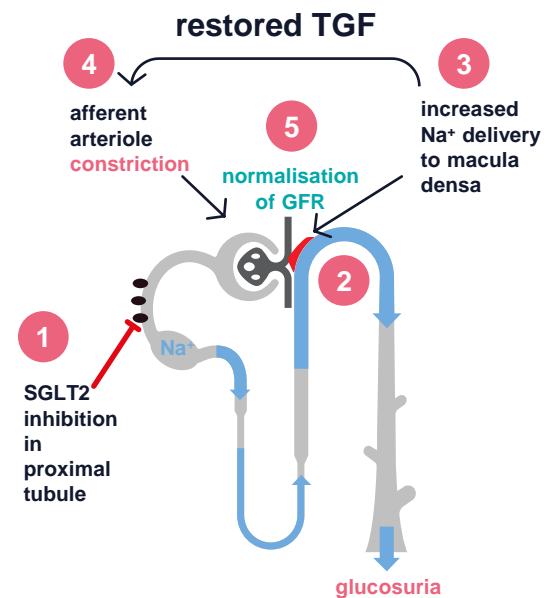 restored TGF
4
3
afferent
arteriole
constriction
increased
Na⁺ delivery
to macula
densa
5
normalisation
of GFR
2
1
Na⁺
SGLT2
inhibition
in
proximal
tubule
glucosuria